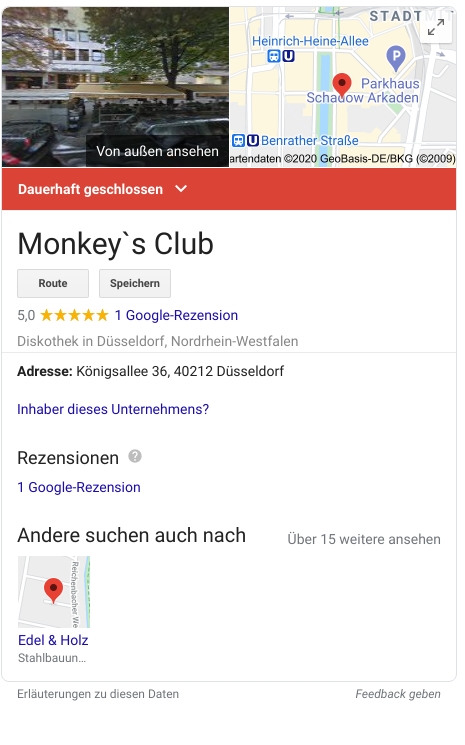 STADTMI
Heinrich-Heine-Allee
U
P
Parkhaus
Schadow Arkaden
Von außen ansehen
U Benrather Straße
artendaten ©2020 GeoBasis-DE/BKG (©2009)
Dauerhaft geschlossen
Monkey`s Club
Route Speichern
5,0 1 Google-Rezension
Diskothek in Düsseldorf, Nordrhein-Westfalen
Adresse: Königsallee 36, 40212 Düsseldorf
Inhaber dieses Unternehmens?
Rezensionen ?
1 Google-Rezension
Andere suchen auch nach Über 15 weitere ansehen
Reichenbacher We
Edel & Holz
Stahlbauun...
Erläuterungen zu diesen Daten Feedback geben